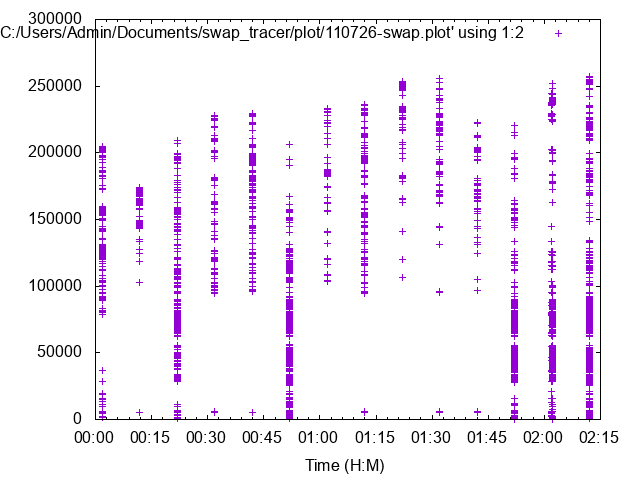 300000
C:/Users/Admin/Documents/swap_tracer/plot/110726-swap.plot' using 1:2
250000
200000
150000
100000
50000
0
00:00 00:15 00:30 00:45 01:00 01:15 01:30 01:45 02:00 02:15
Time (H:M)